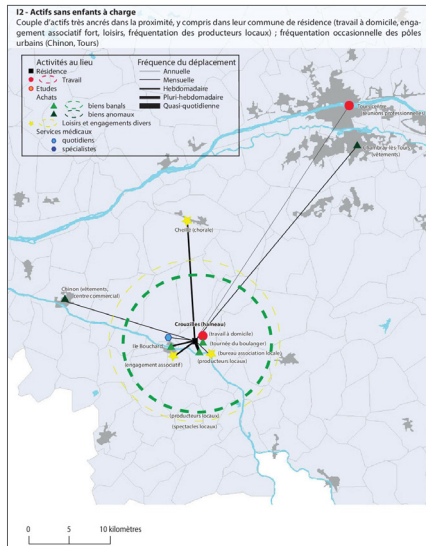 I2 - Actifs sans enfants à charge
Couple d'actifs très ancrés dans la proximité, y compris dans leur commune de résidence (travail à domicile, enga-
gement associatif fort, loisirs, fréquentation des producteurs locaux) ; fréquentation occasionnelle des pôles
urbains (Chinon, Tours)
Activités au lieu
Résidence
Travail
Etudes
Achats
biens banals
biens anomaux
Loisirs et engagements divers
Services médicaux
quotidiens
spécialistes
Fréquence du déplacement
Annuelle
Mensuelle
Hebdomadaire
Pluri-hebdomadaire
Quasi-quotidienne
Tours centre
(réunions professionnelles)
Chambray-lès-Tours
(vêtements)
Cheillé (chorale)
Chinon (vêtements,
centre commercial)
Crouzilles (hameau)
(travail à domicile)
(tournée du boulanger)
Ile Bouchard
(bureau association locale)
(engagement associatif)
(producteurs locaux)
(producteurs locaux)
(spectacles locaux)
0 5 10 kilomètres